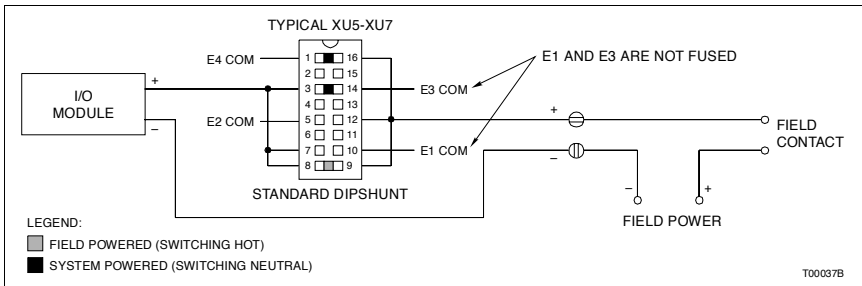 TYPICAL XU5-XU7
E4 COM
1 16
2 15
3 14
4 13
5 12
6 11
7 10
8 9
E1 AND E3 ARE NOT FUSED
I/O
MODULE
+
–
E3 COM
E2 COM
E1 COM
+
–
FIELD
CONTACT
STANDARD DIPSHUNT
– +
FIELD POWER
LEGEND:
FIELD POWERED (SWITCHING HOT)
SYSTEM POWERED (SWITCHING NEUTRAL)
T00037B